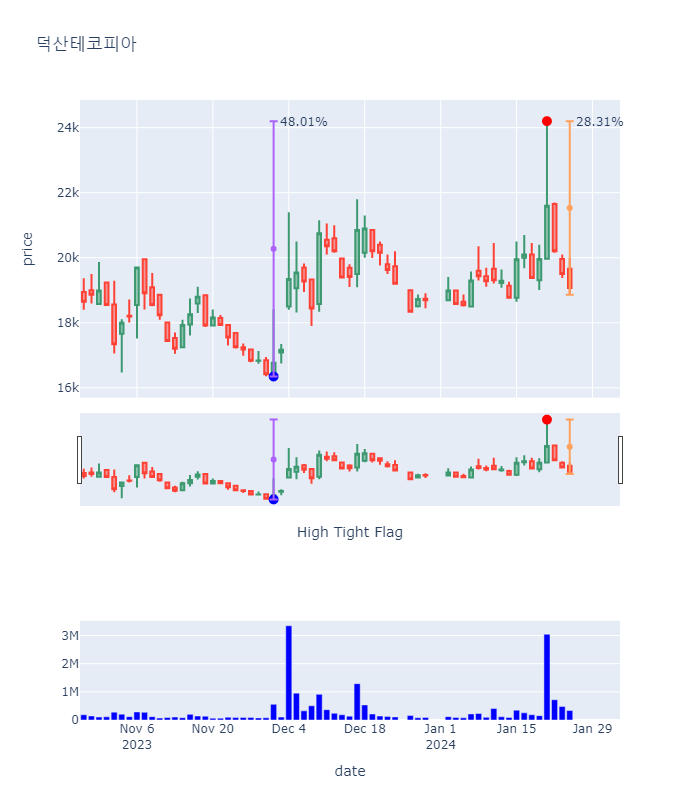 덕산테코피아
48.01%
28.31%
24k
22k
20k
18k
16k
price
High Tight Flag
3M
2M
1M
0
Nov 6
2023
Nov 20
Dec 4
Dec 18
Jan 1
2024
Jan 15
Jan 29
date